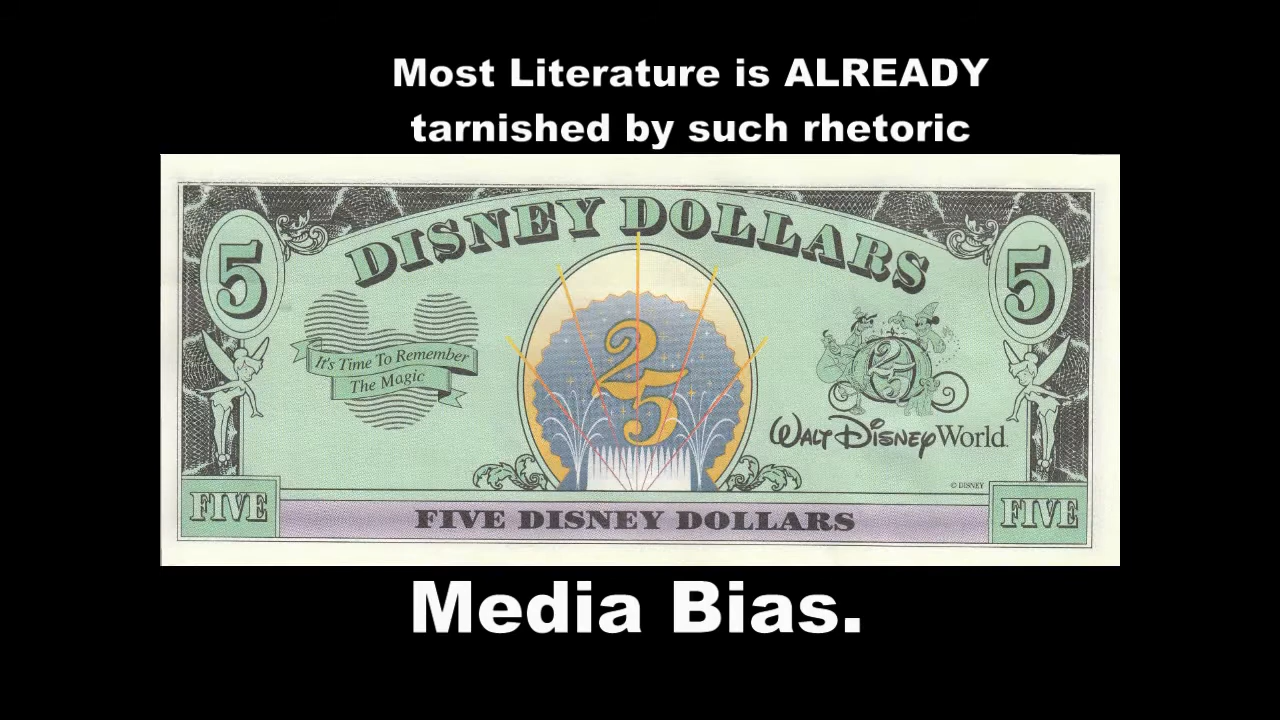 Most Literature is ALREADY
tarnished by such rhetoric
DISNEY DOLLARS
5
5
It's Time To Remember
The Magic
25
25
WALT DISNEY World.
© DISNEY
FIVE
FIVE DISNEY DOLLARS
FIVE
Media Bias.